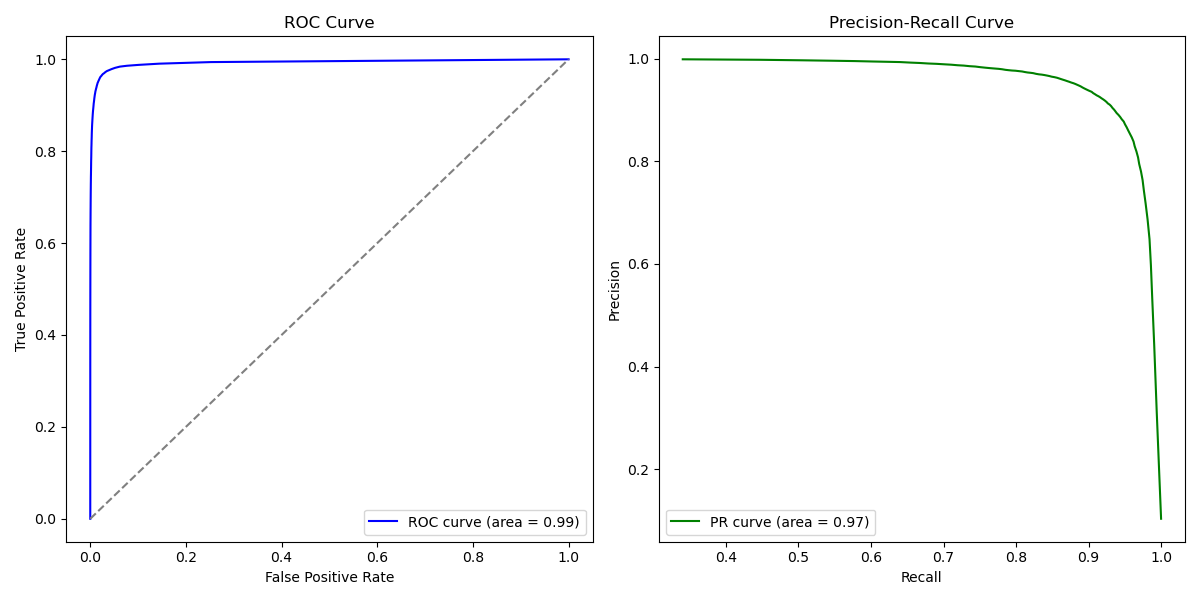 ROC Curve
1.0
0.8
0.6
0.4
0.2
0.0
True Positive Rate
0.0 0.2 0.4 0.6 0.8 1.0
False Positive Rate
ROC curve (area = 0.99)
Precision-Recall Curve
1.0
0.8
0.6
0.4
0.2
Precision
0.4 0.5 0.6 0.7 0.8 0.9 1.0
Recall
PR curve (area = 0.97)